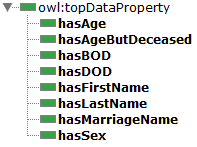 owl:topDataProperty
hasAge
hasAgeButDeceased
hasBOD
hasDOD
hasFirstName
hasLastName
hasMarriageName
hasSex